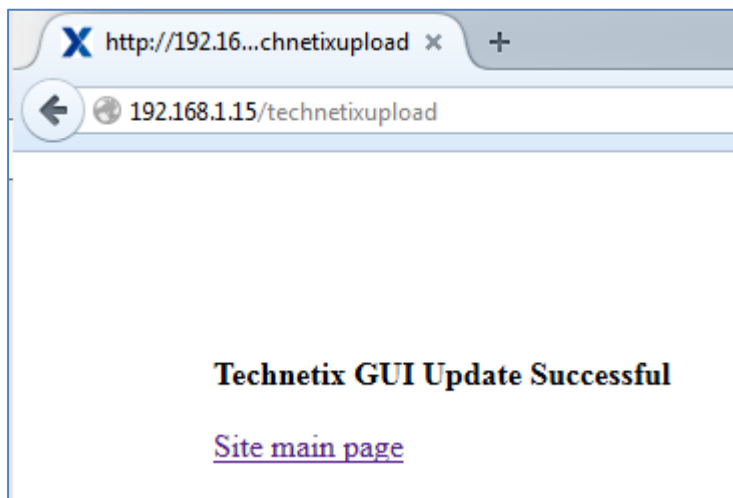 http://192.16...chnetixupload
192.168.1.15/technetixupload
Technetix GUI Update Successful
Site main page